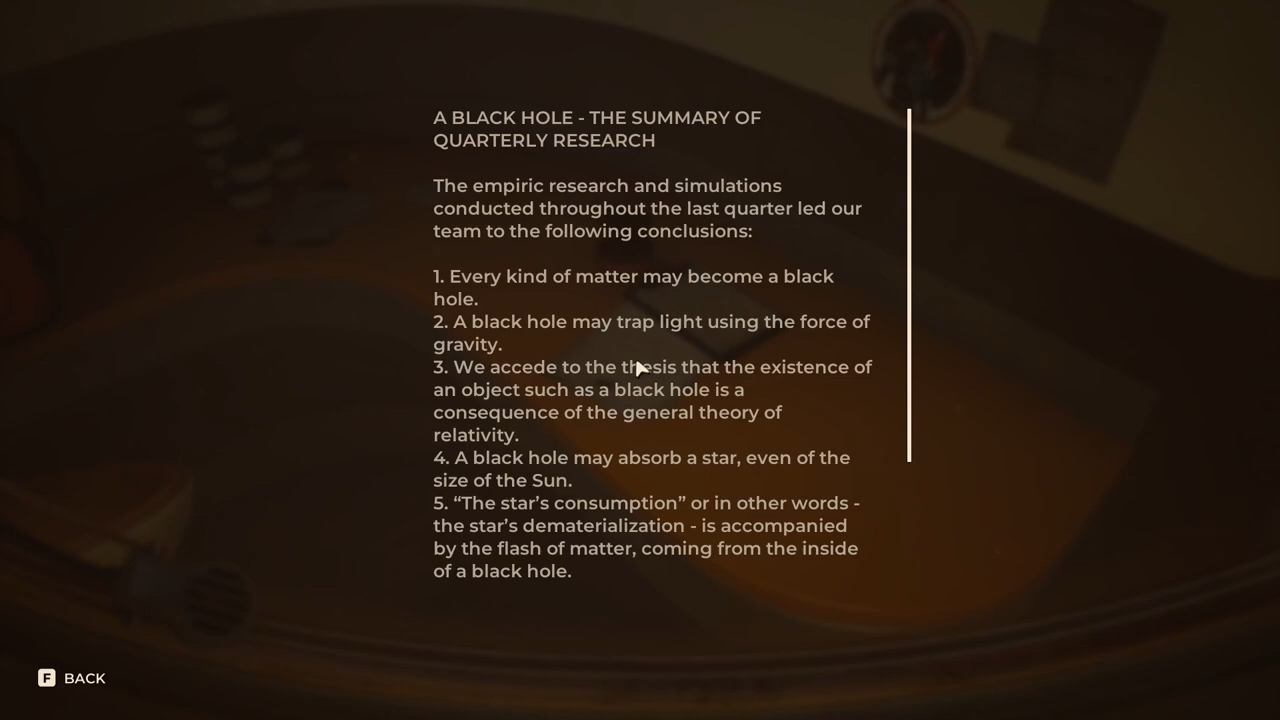 A BLACK HOLE - THE SUMMARY OF
QUARTERLY RESEARCH
The empiric research and simulations
conducted throughout the last quarter led our
team to the following conclusions:
1. Every kind of matter may become a black
hole.
2. A black hole may trap light using the force of
gravity.
3. We accede to the thesis that the existence of
an object such as a black hole is a
consequence of the general theory of
relativity.
4. A black hole may absorb a star, even of the
size of the Sun.
5. “The star’s consumption” or in other words -
the star’s dematerialization - is accompanied
by the flash of matter, coming from the inside
of a black hole.
F BACK